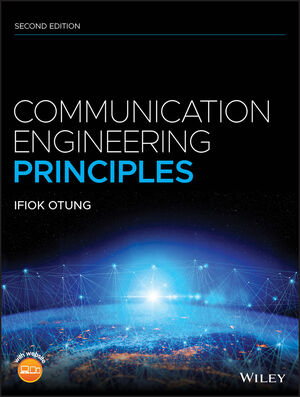 SECOND EDITION
COMMUNICATION
ENGINEERING
PRINCIPLES
IFIOK OTUNG
with website
WILEY